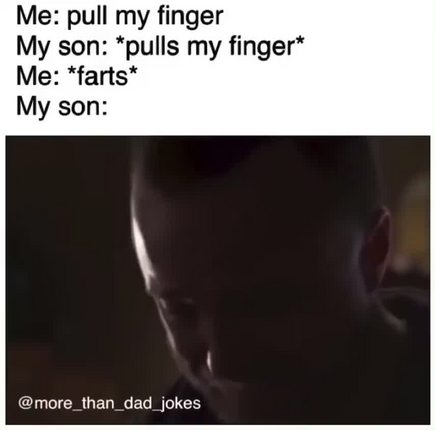 Me: pull my finger
My son: *pulls my finger*
Me: *farts*
My son:
@more_than_dad_jokes